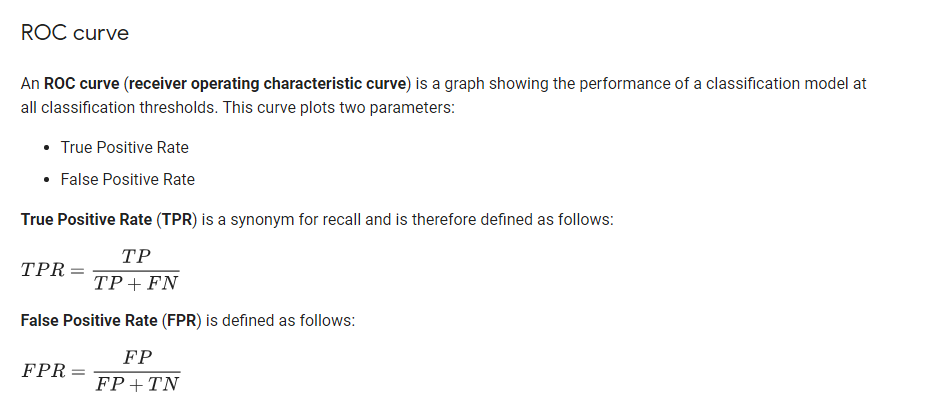 ROC curve
An ROC curve (receiver operating characteristic curve) is a graph showing the performance of a classification model at
all classification thresholds. This curve plots two parameters:
• True Positive Rate
• False Positive Rate
True Positive Rate (TPR) is a synonym for recall and is therefore defined as follows:
TPR = TP / TP + FN
False Positive Rate (FPR) is defined as follows:
FPR = FP / FP + TN